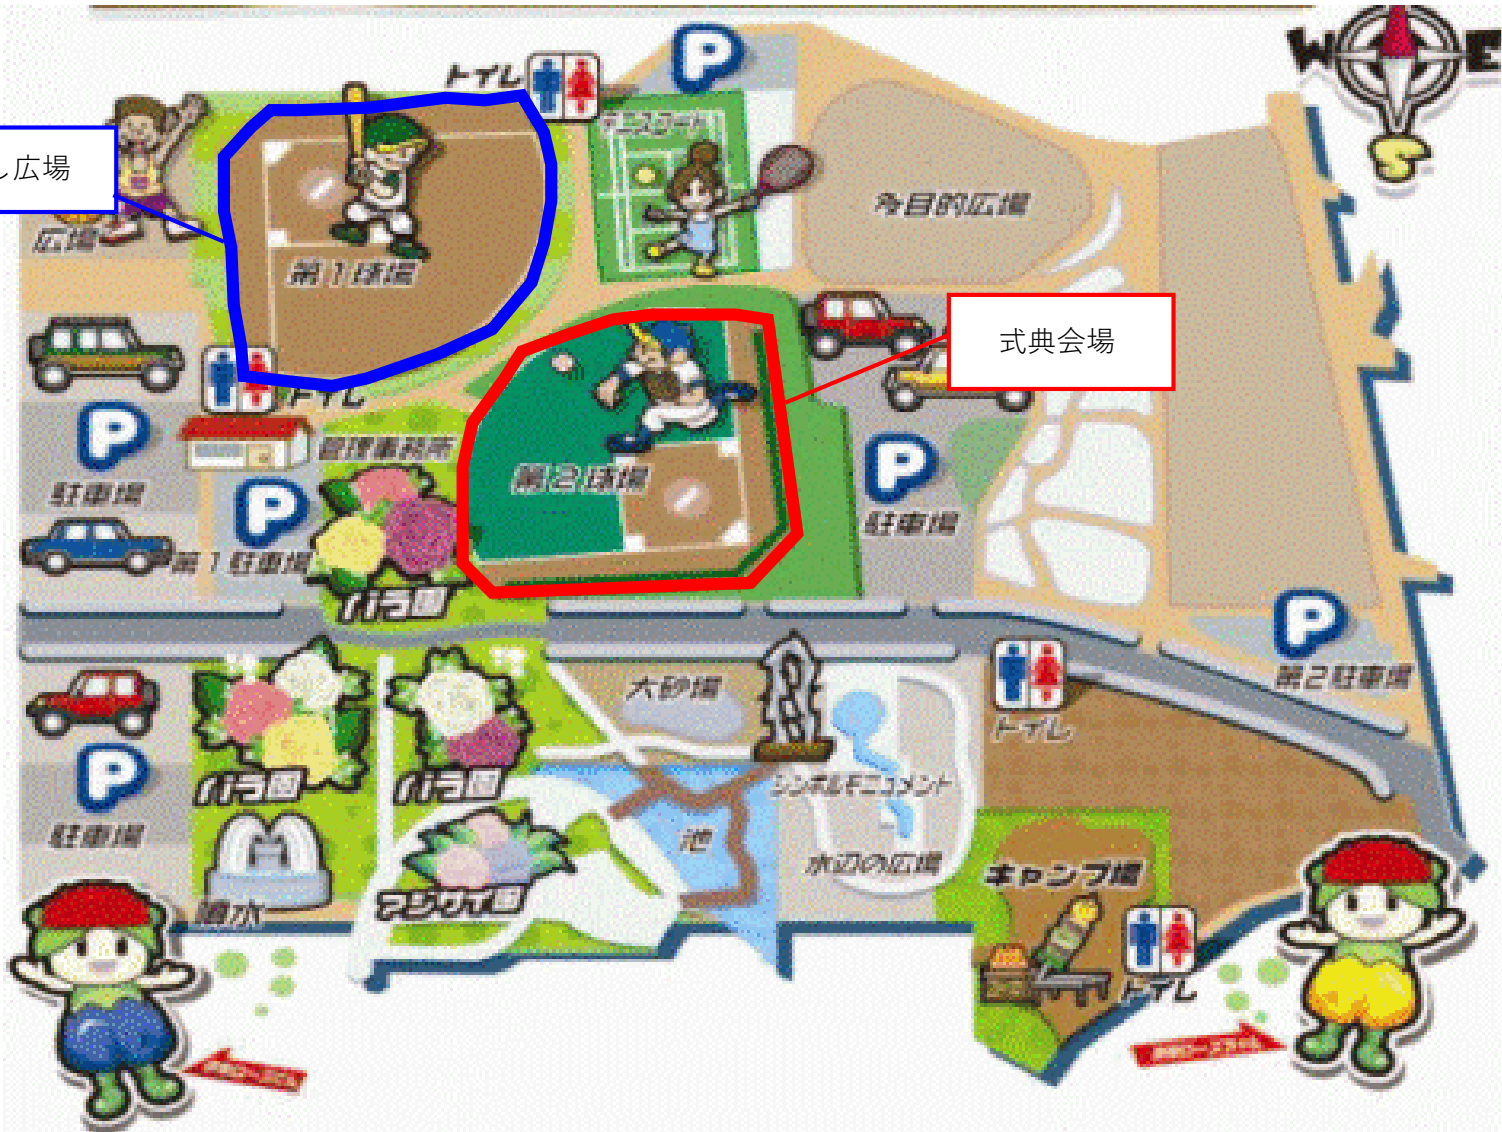 W
E
S
トイレ
P
テニスコート
し広場
広場
多目的広場
第1球場
式典会場
トイレ
P
管理事務所
駐車場
P
第1駐車場
第2球場
P
駐車場
バラ園
P
第2駐車場
大砂場
トイレ
P
駐車場
バラ園
バラ園
シンボルモニュメント
池
水辺の広場
キャンプ場
噴水
アジサイ園
トイレ